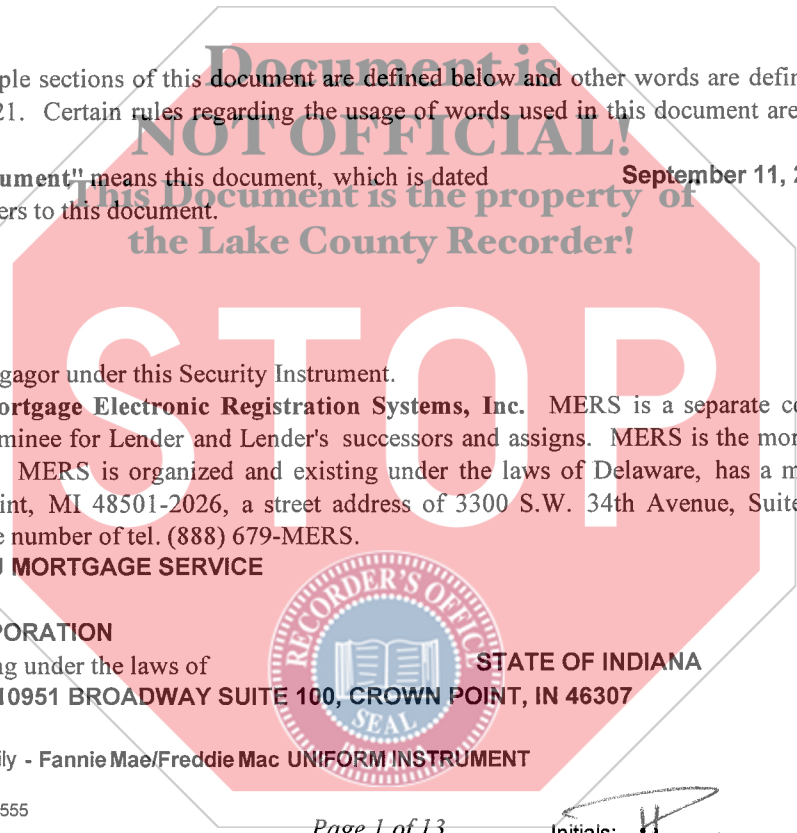 Document is
ple sections of this document are defined below and other words are defin
21. Certain rules regarding the usage of words used in this document are
NOT OFFICIAL!
ument" means this document, which is dated September 11, 2
This Document is the property of
ers to this document.
the Lake County Recorder!
STOP
gagor under this Security Instrument.
ortgage Electronic Registration Systems, Inc. MERS is a separate co
minee for Lender and Lender's successors and assigns. MERS is the mor
MERS is organized and existing under the laws of Delaware, has a m
int, MI 48501-2026, a street address of 3300 S.W. 34th Avenue, Suite
e number of tel. (888) 679-MERS.
J MORTGAGE SERVICE
RECORDER'S OFFICE
PORATION
ng under the laws of STATE OF INDIANA
10951 BROADWAY SUITE 100, CROWN POINT, IN 46307
SEAL
ily - Fannie Mae/Freddie Mac UNIFORM INSTRUMENT
INDIANA
555
Page 1 of 13
Initials: